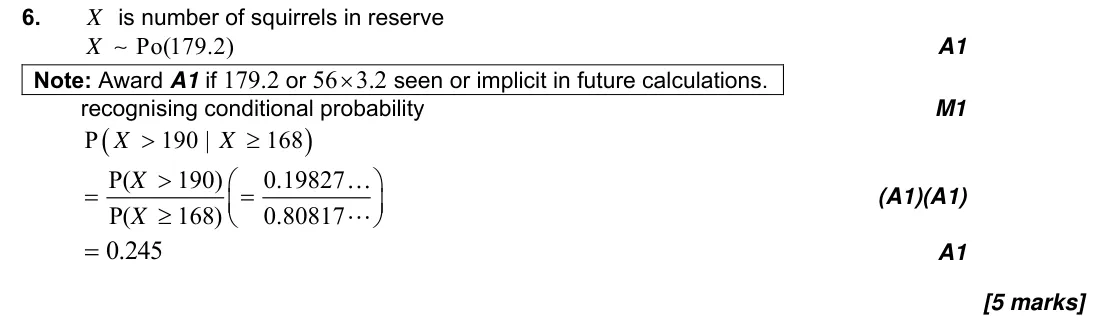 6. X is number of squirrels in reserve
X ~ Po(179.2) A1
Note: Award A1 if 179.2 or 56×3.2 seen or implicit in future calculations.
recognising conditional probability M1
P(X > 190 | X ≥ 168)
= P(X > 190) / P(X ≥ 168) (= 0.19827... / 0.80817⋯) (A1)(A1)
= 0.245 A1
[5 marks]